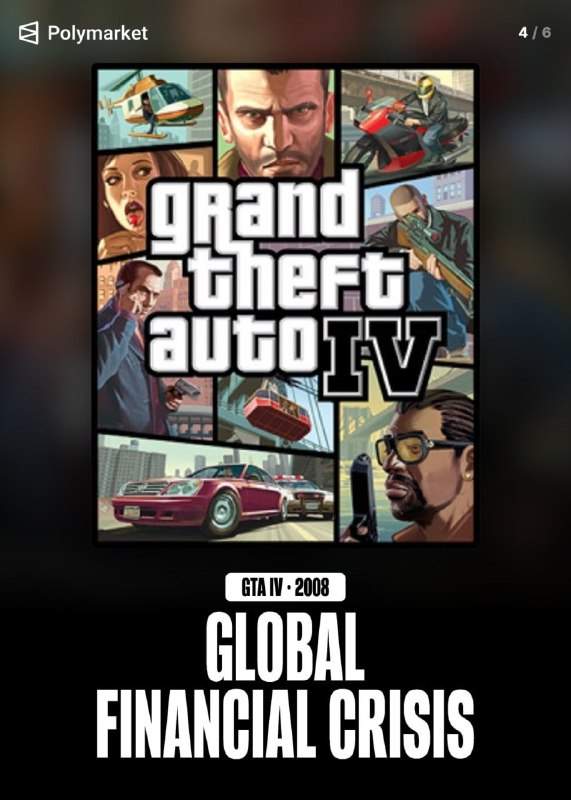 Polymarket
4 / 6
grand
theft
auto IV
GTA IV · 2008
GLOBAL
FINANCIAL CRISIS